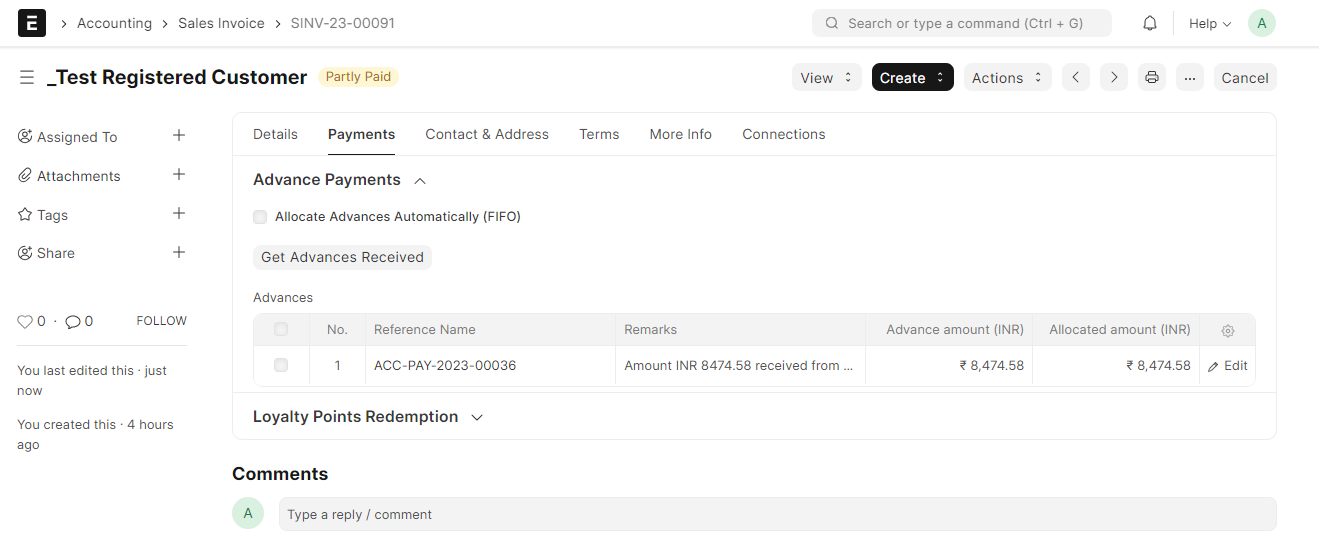 E Accounting Sales Invoice SINV-23-00091 Search or type a command (Ctrl + G) Help A
_Test Registered Customer Partly Paid View Create Actions ... Cancel
Assigned To
Attachments
Tags
Share
0 · 0 FOLLOW
You last edited this · just
now
You created this · 4 hours
ago
Details Payments Contact & Address Terms More Info Connections
Advance Payments
Allocate Advances Automatically (FIFO)
Get Advances Received
Advances
No. Reference Name Remarks Advance amount (INR) Allocated amount (INR)
1 ACC-PAY-2023-00036 Amount INR 8474.58 received from ... ₹ 8,474.58 ₹ 8,474.58 Edit
Loyalty Points Redemption
Comments
A Type a reply / comment